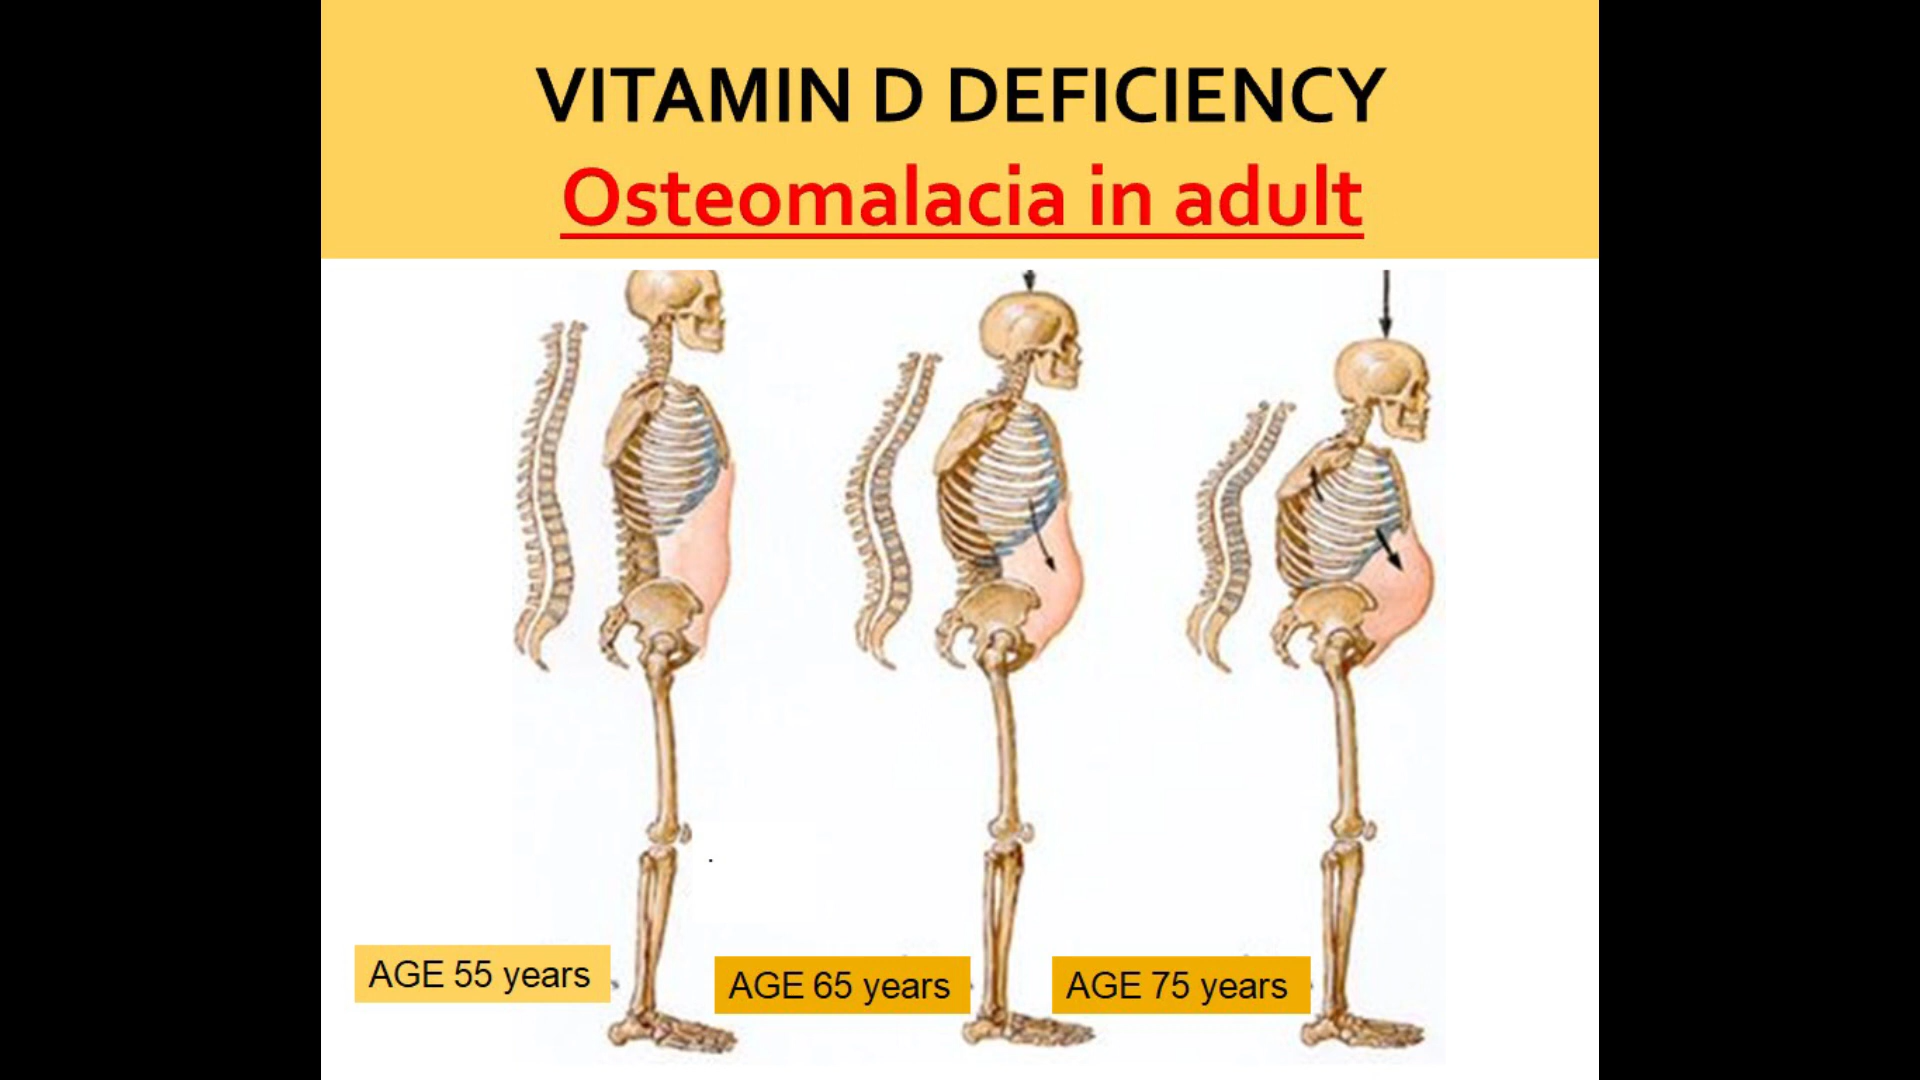 VITAMIN D DEFICIENCY
Osteomalacia in adult
AGE 55 years
AGE 65 years
AGE 75 years